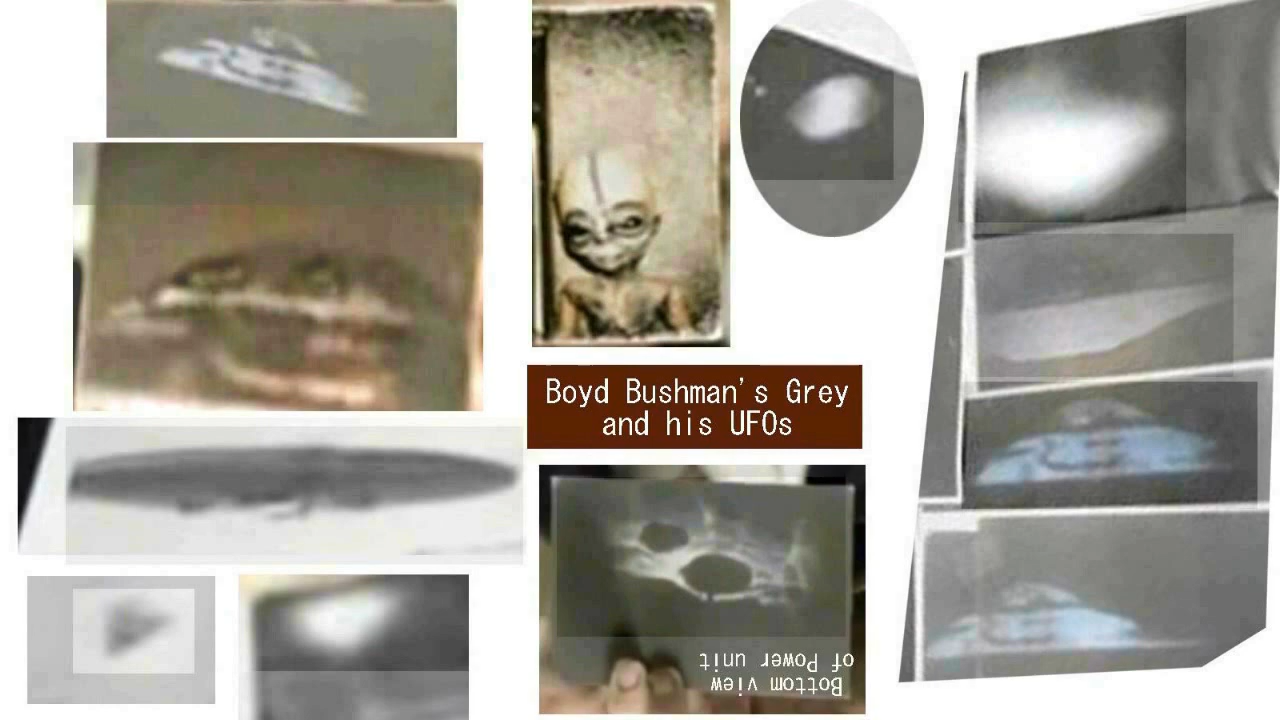 Boyd Bushman's Grey
and his UFOs
Bottom view
of Power unit